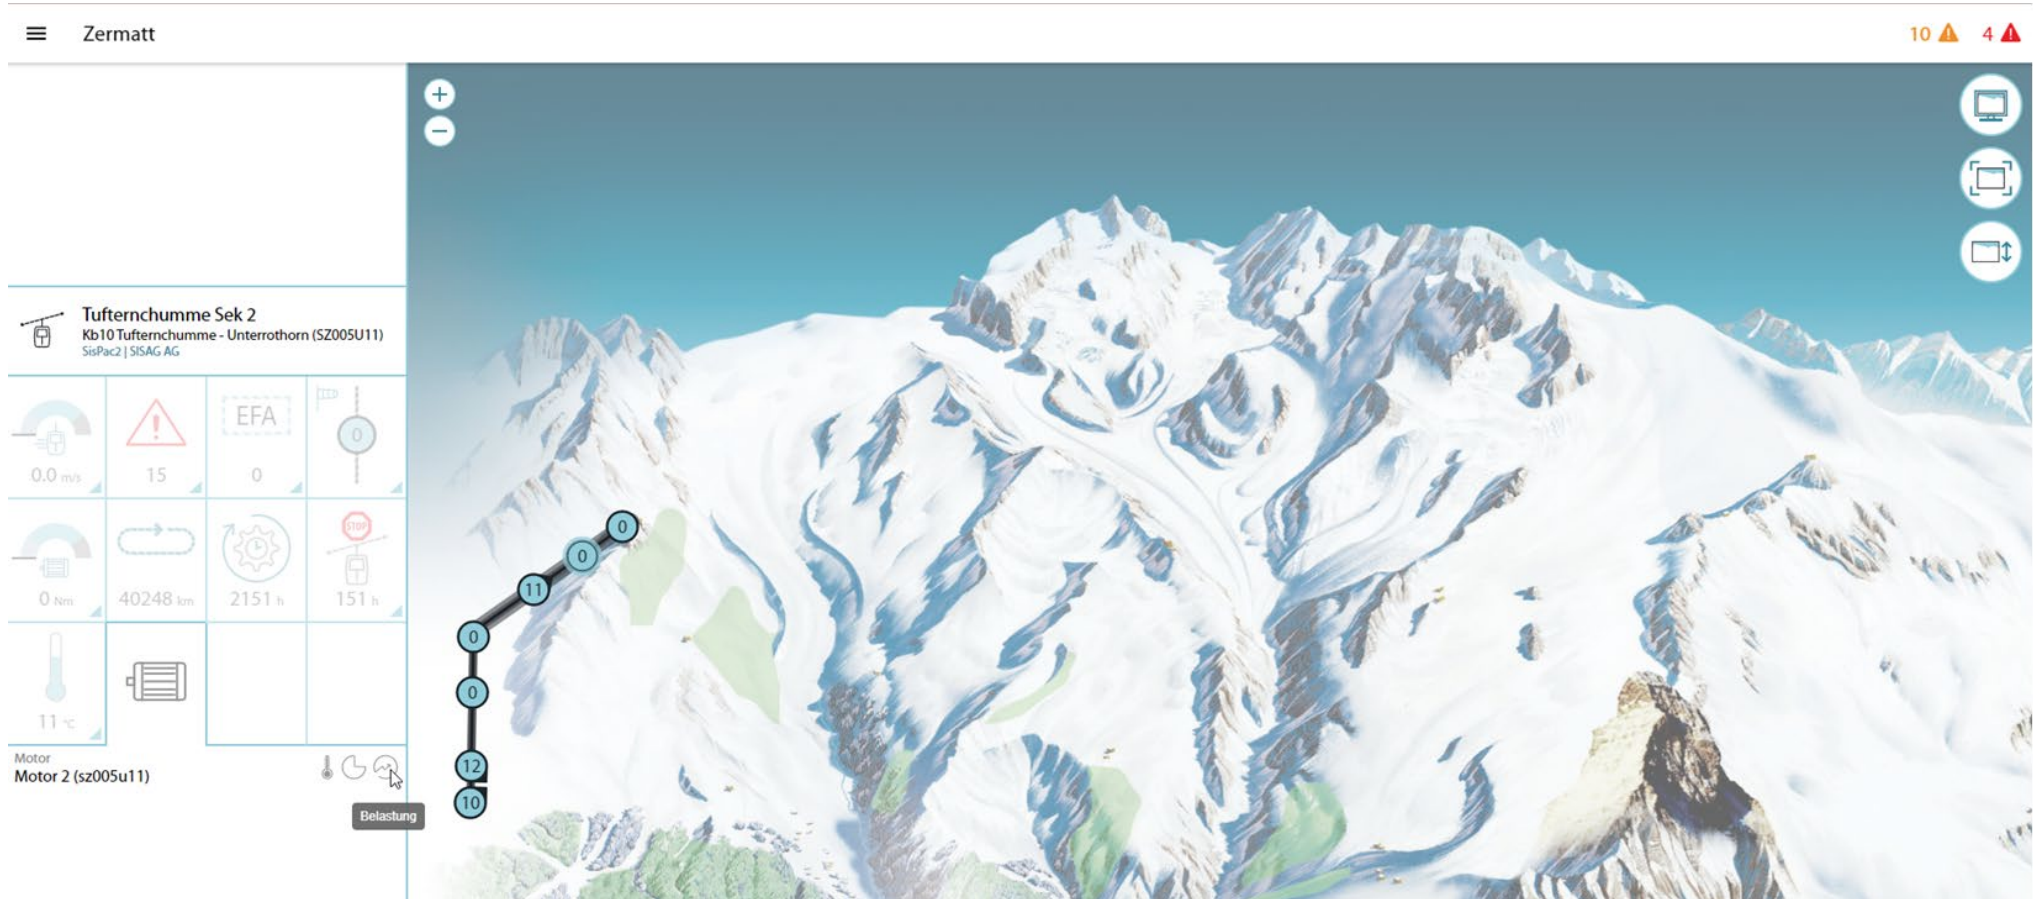 Zermatt
10
4
Tufternchumme Sek 2
Kb10 Tufternchumme - Unterrothorn (SZ005U11)
SisPac2 | SISAG AG
EFA
0
0.0 m/s
15
0
STOP
0 Nm
40248 km
2151 h
151 h
11 °C
Motor
Motor 2 (sz005u11)
Belastung
0
0
11
0
0
12
10